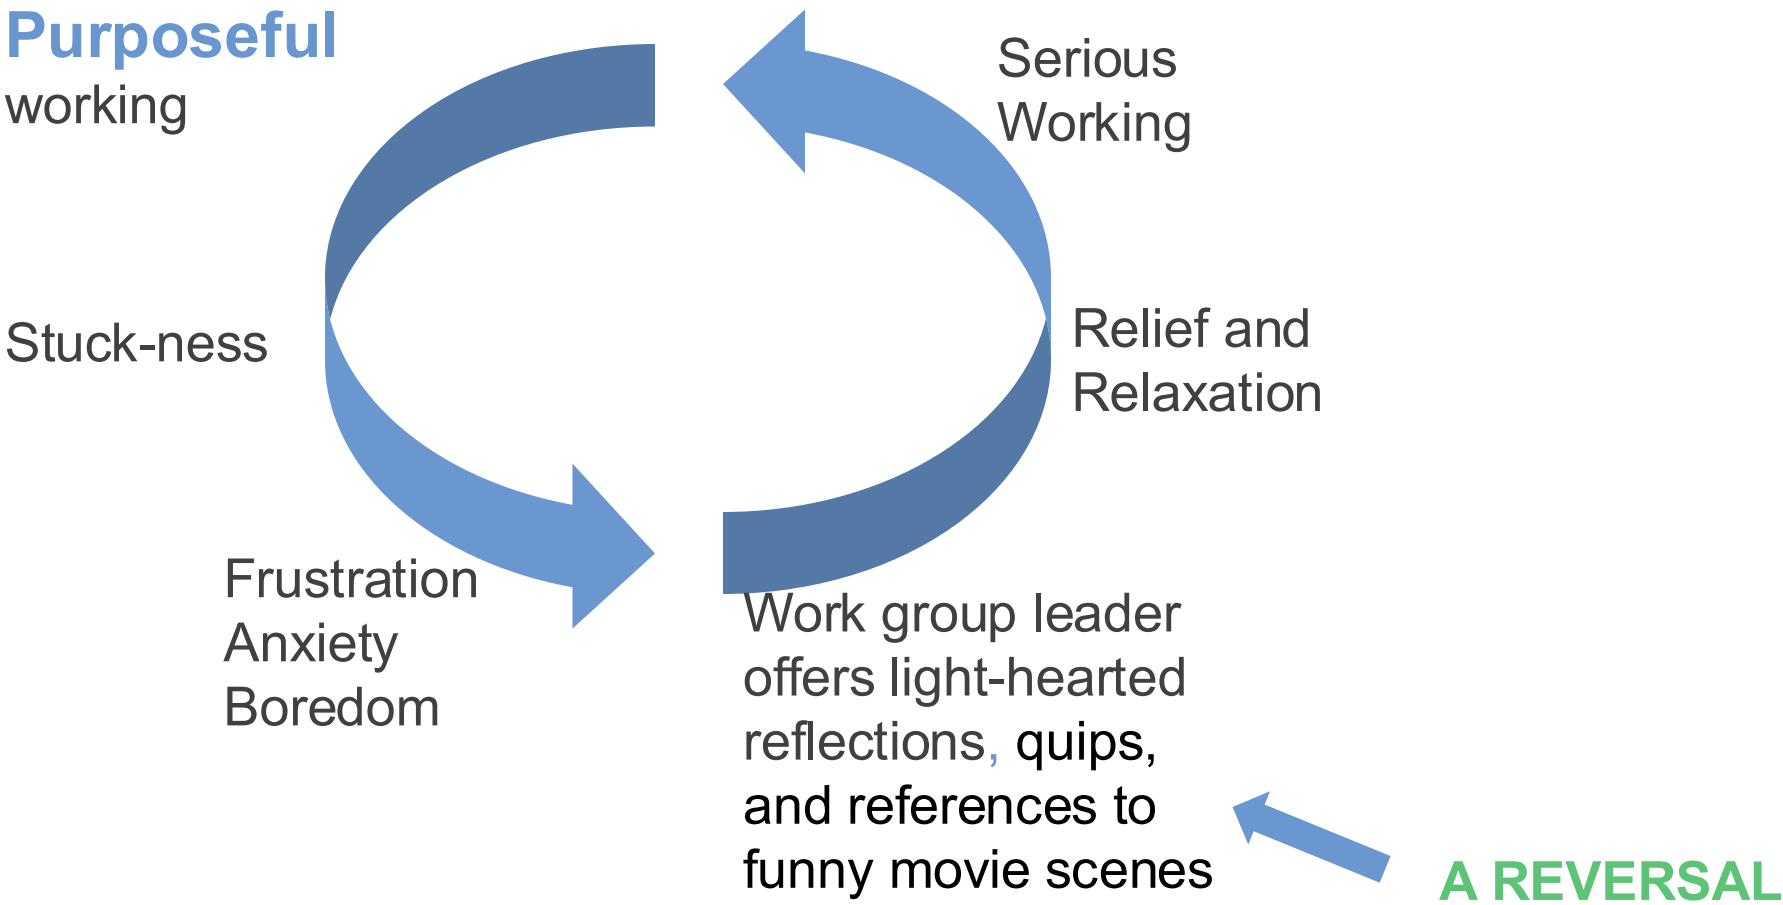 Purposeful
working
Serious
Working
Stuck-ness
Relief and
Relaxation
Frustration
Anxiety
Boredom
Work group leader
offers light-hearted
reflections, quips,
and references to
funny movie scenes
A REVERSAL